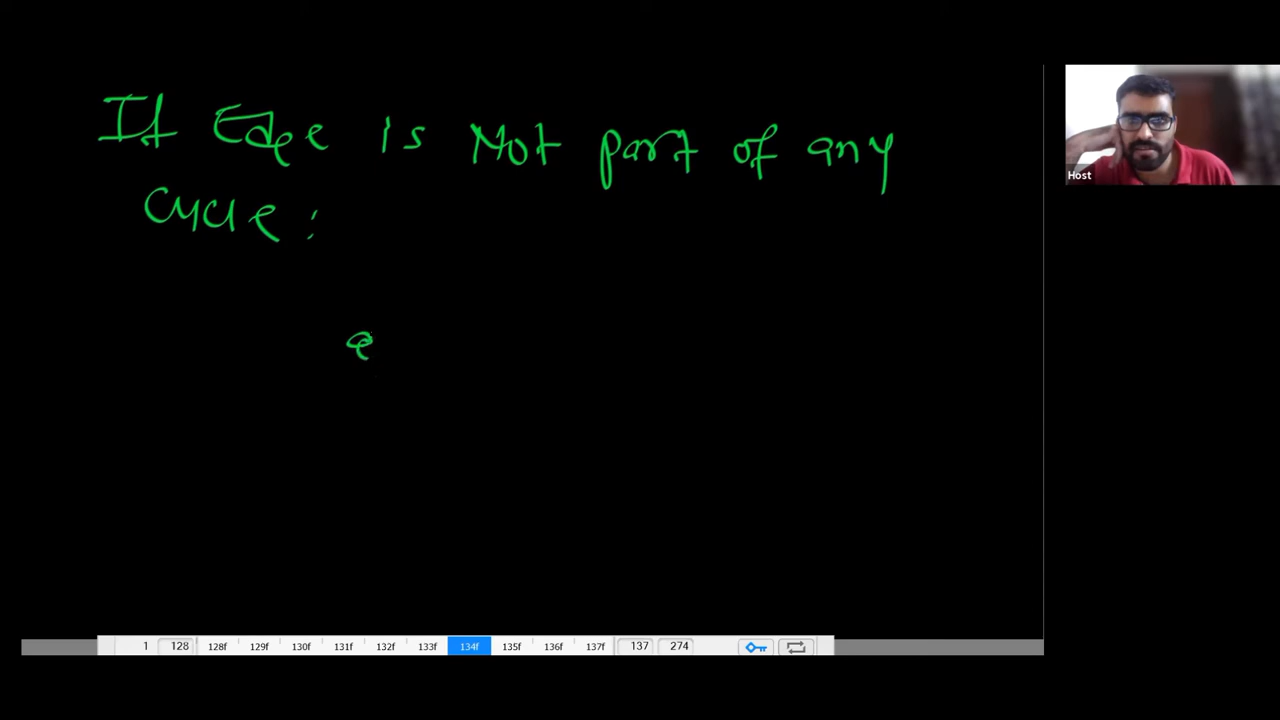 If Edge is Not part of any
cycle :
e
Host
1 128 128f 129f 130f 131f 132f 133f 134f 135f 136f 137f 137 274